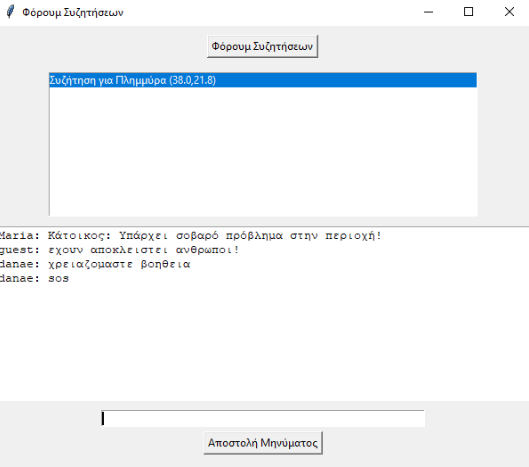 Φόρουμ Συζητήσεων
Φόρουμ Συζητήσεων
Συζήτηση για Πλημμύρα (38.0,21.8)
Maria: Κάτοικος: Υπάρχει σοβαρό πρόβλημα στην περιοχή!
guest: εχουν αποκλειστει ανθρωποι!
danae: χρειαζομαστε βοηθεια
danae: sos
Αποστολή Μηνύματος